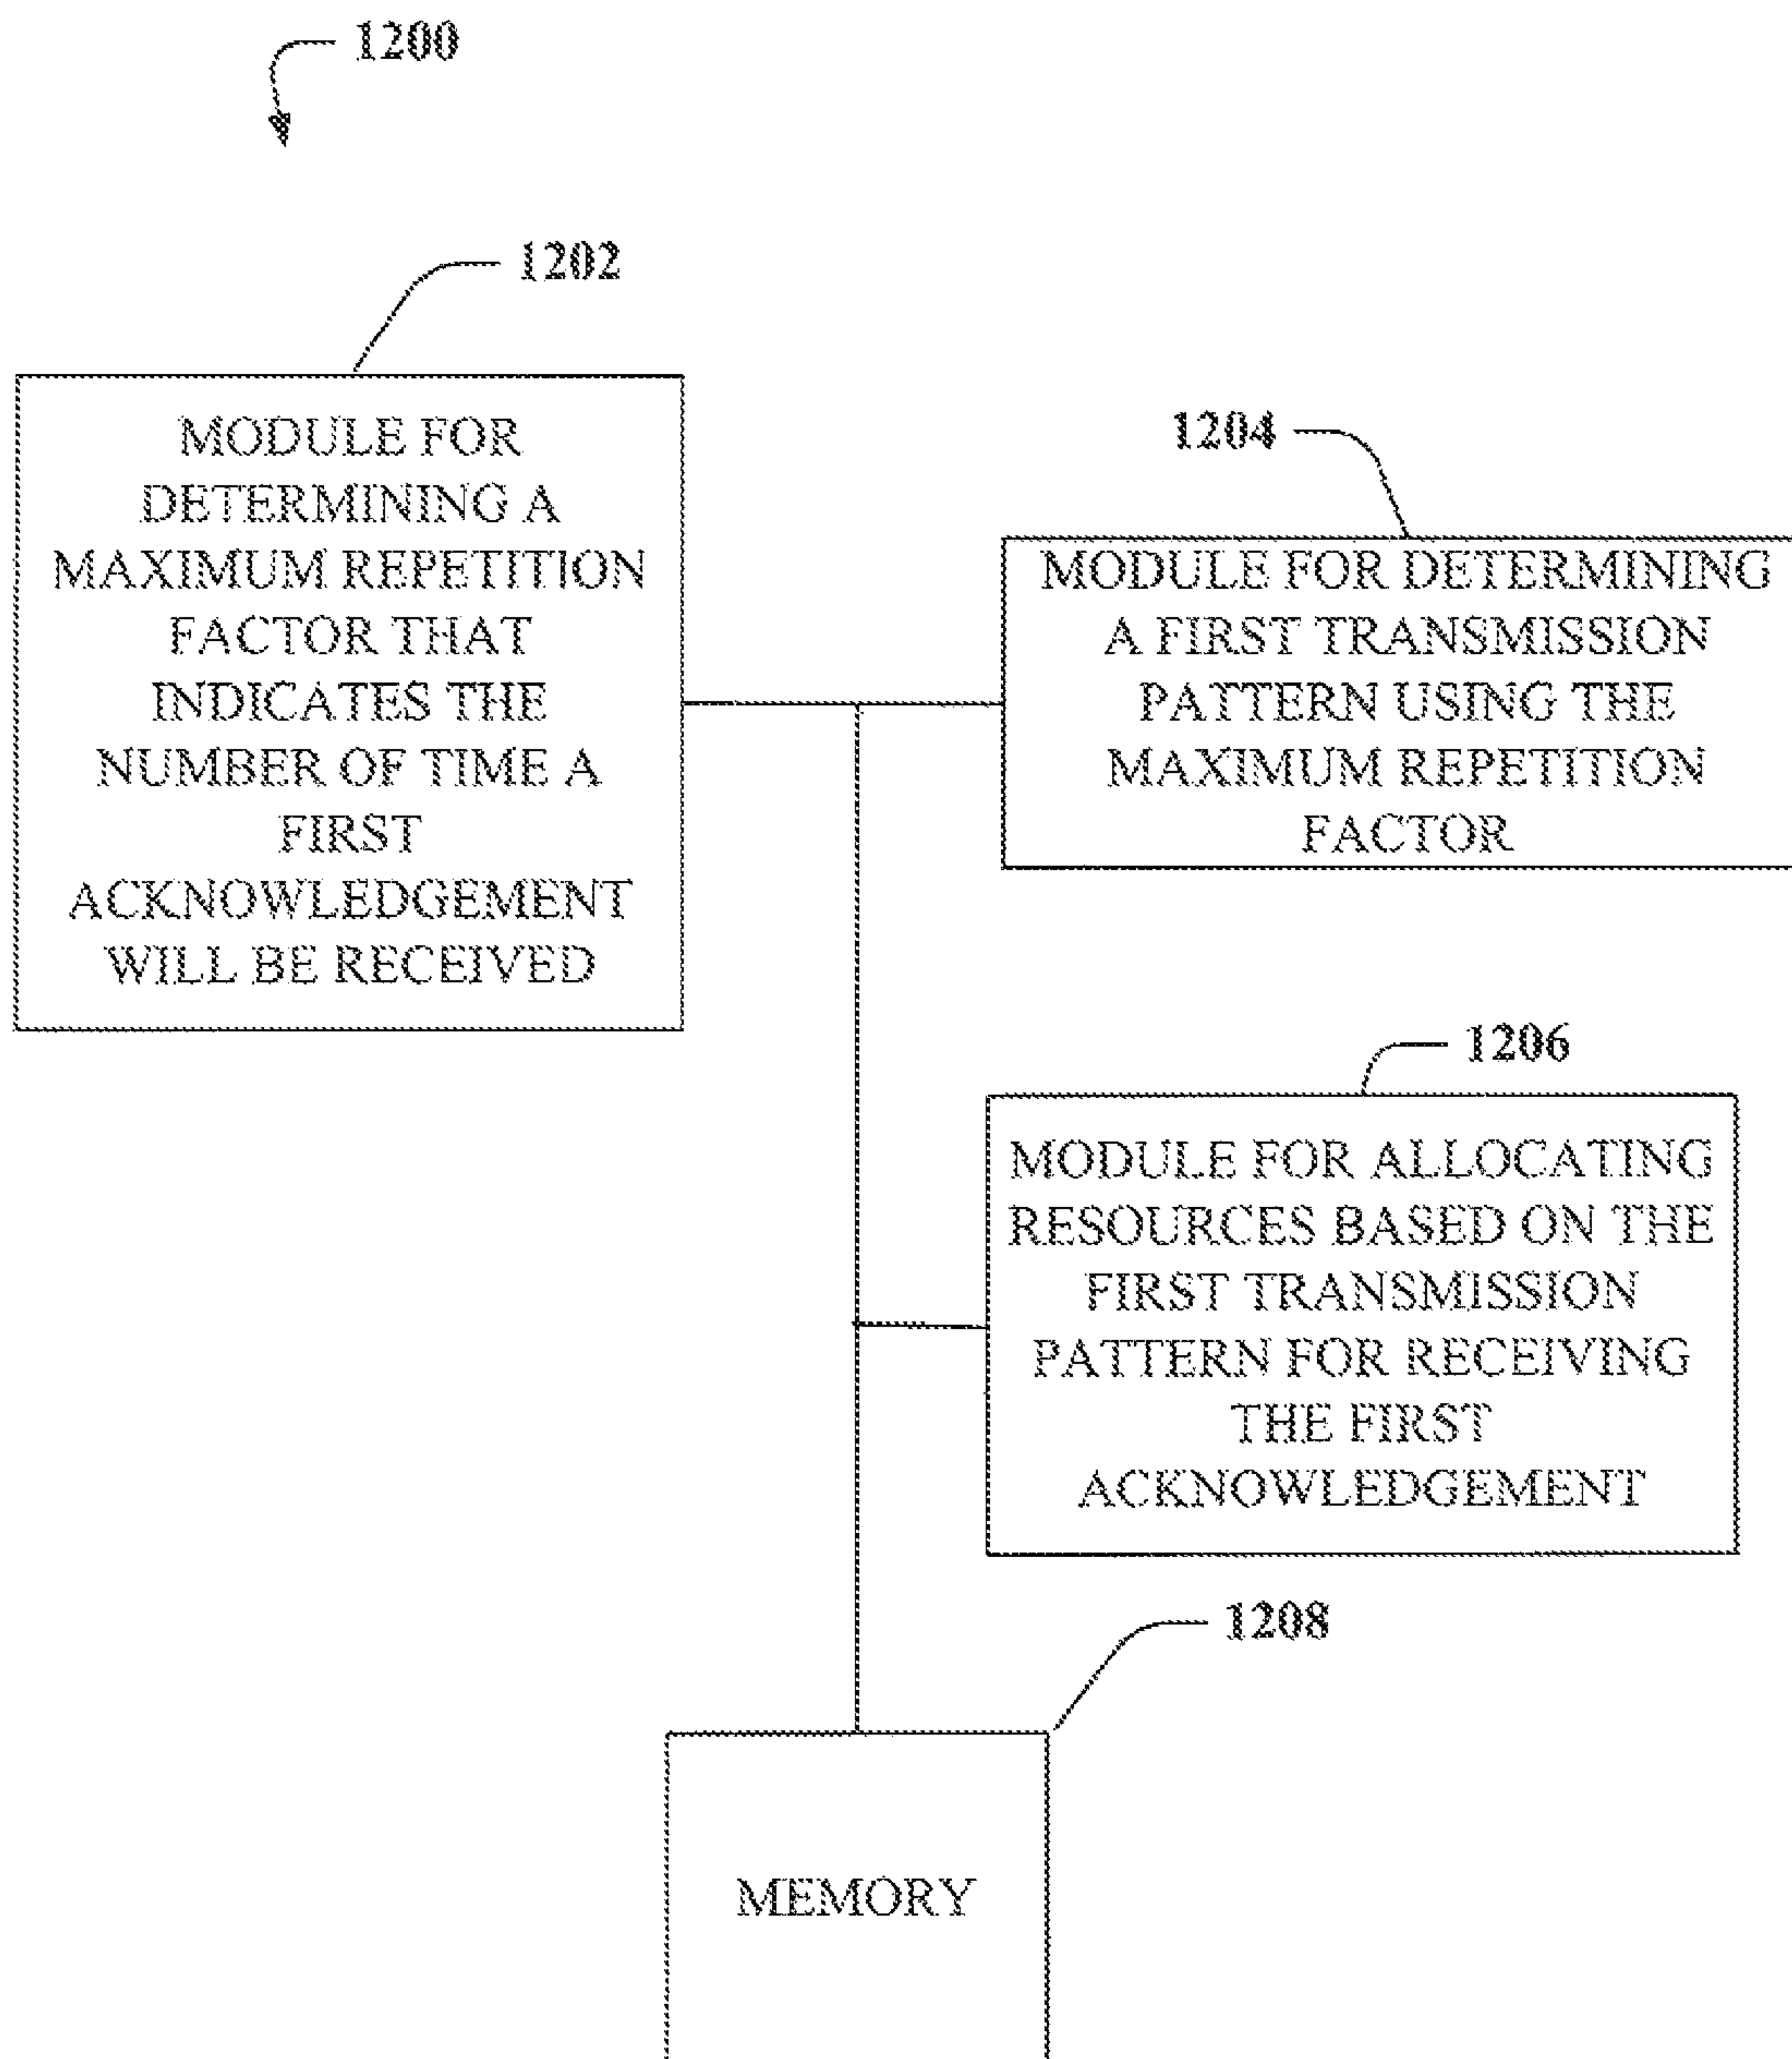 1200
1202
MODULE FOR
DETERMINING A
MAXIMUM REPETITION
FACTOR THAT
INDICATES THE
NUMBER OF TIME A
FIRST
ACKNOWLEDGEMENT
WILL BE RECEIVED
1204
MODULE FOR DETERMINING
A FIRST TRANSMISSION
PATTERN USING THE
MAXIMUM REPETITION
FACTOR
1206
MODULE FOR ALLOCATING
RESOURCES BASED ON THE
FIRST TRANSMISSION
PATTERN FOR RECEIVING
THE FIRST
ACKNOWLEDGEMENT
1208
MEMORY